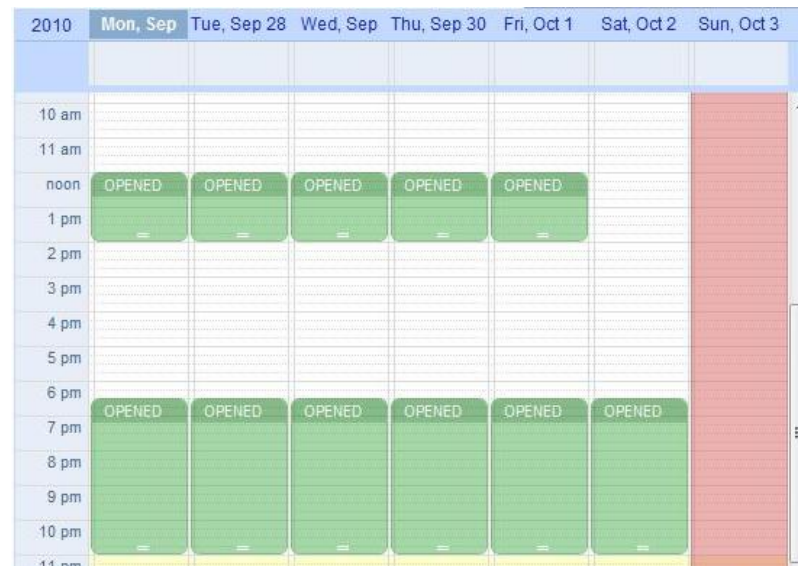 2010 Mon, Sep Tue, Sep 28 Wed, Sep Thu, Sep 30 Fri, Oct 1 Sat, Oct 2 Sun, Oct 3
10 am
11 am
noon OPENED OPENED OPENED OPENED OPENED
1 pm
2 pm
3 pm
4 pm
5 pm
6 pm
OPENED OPENED OPENED OPENED OPENED OPENED
7 pm
8 pm
9 pm
10 pm
11 pm